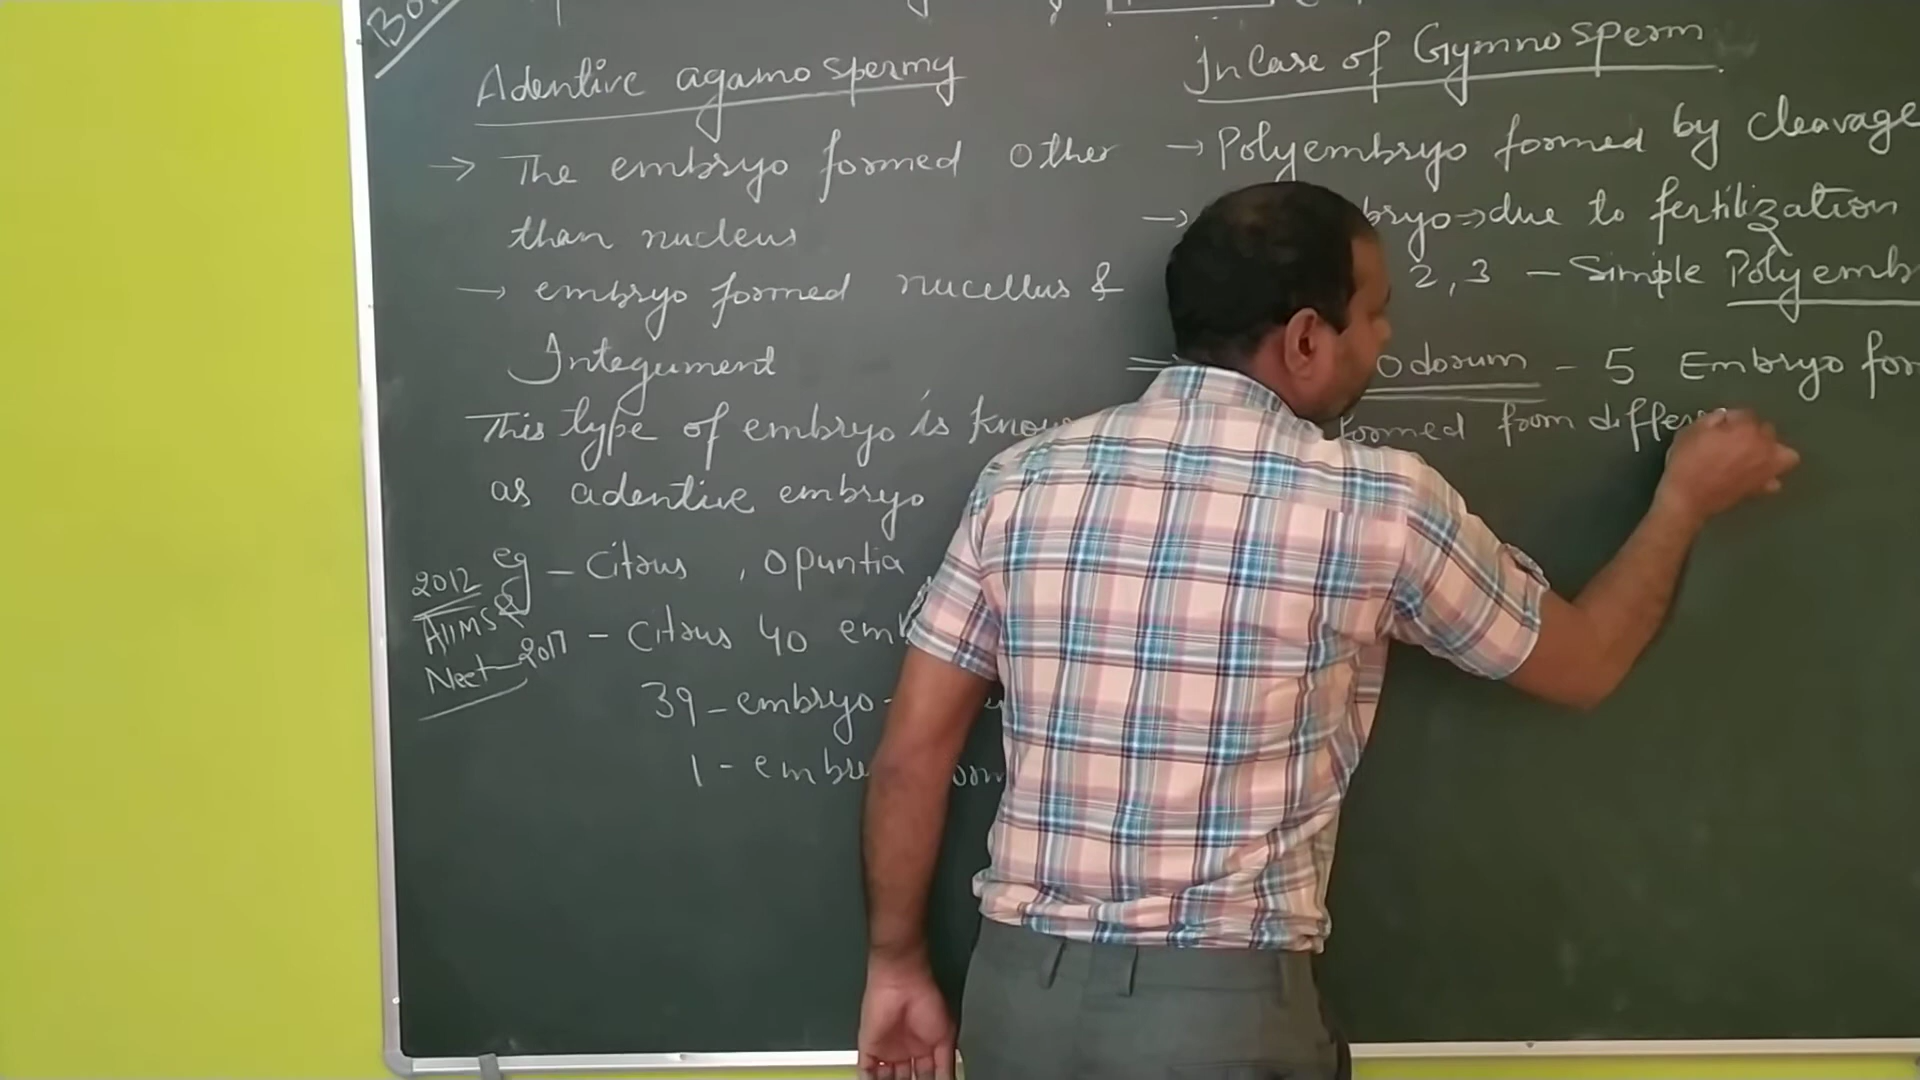 Adentive agamospermy
→ The embryo formed other
than nucleus
→ embryo formed nucellus &
Integument
This type of embryo is know
as adentive embryo
eg - Citrus , opuntia
2012
AIIMS &
Neet 2017
- Citrus 40 emb
39 - embryo -
1 - embr
In Case of Gymnosperm
→ Polyembryo formed by cleavage
→ bryo ⇒ due to fertilization
2, 3 - Simple Polyemb
odorum - 5 Embryo for
formed from differ